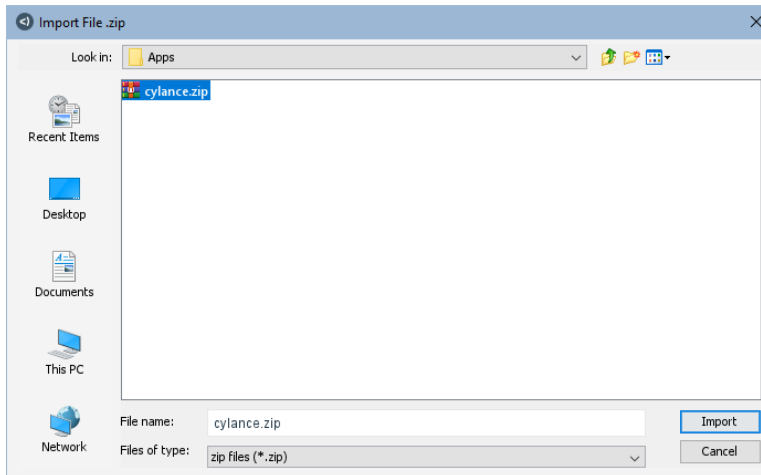 Import File .zip
Look in:
Apps
cylance.zip
Recent Items
Desktop
Documents
This PC
Network
File name:
cylance.zip
Import
Files of type:
zip files (*.zip)
Cancel